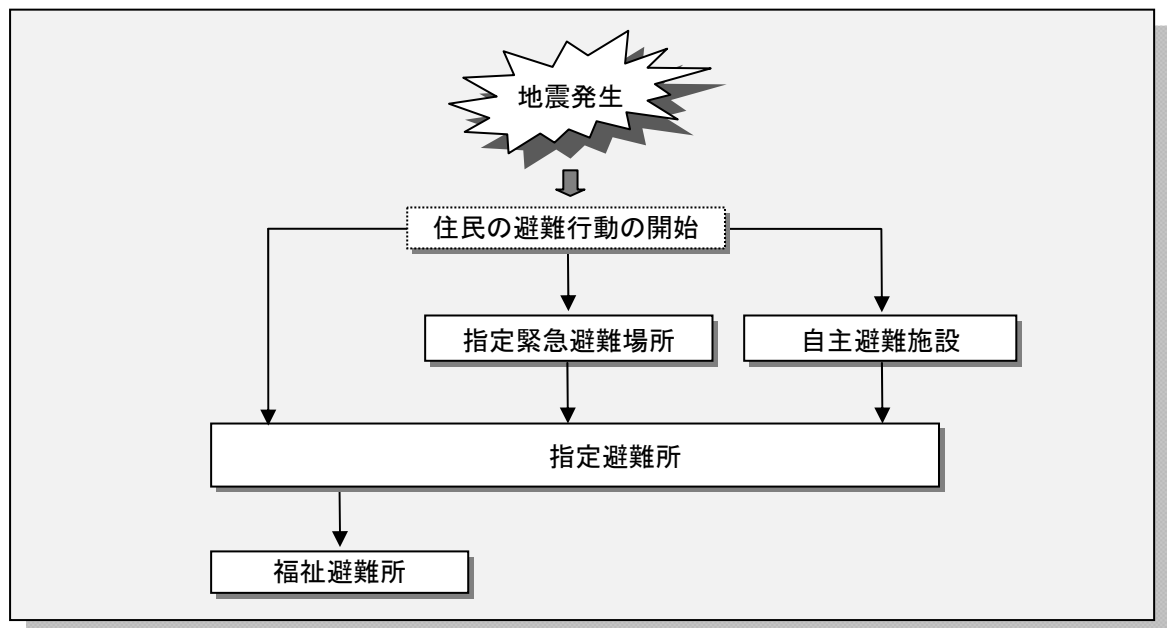 地震発生
住民の避難行動の開始
指定緊急避難場所
自主避難施設
指定避難所
福祉避難所